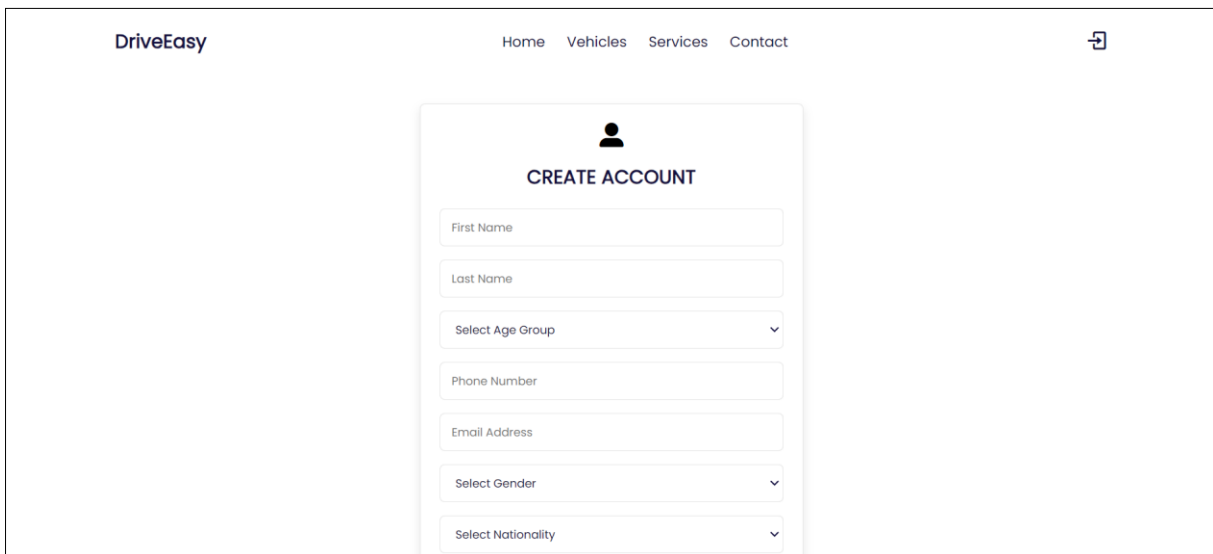 DriveEasy
Home Vehicles Services Contact
CREATE ACCOUNT
First Name
Last Name
Select Age Group
Phone Number
Email Address
Select Gender
Select Nationality